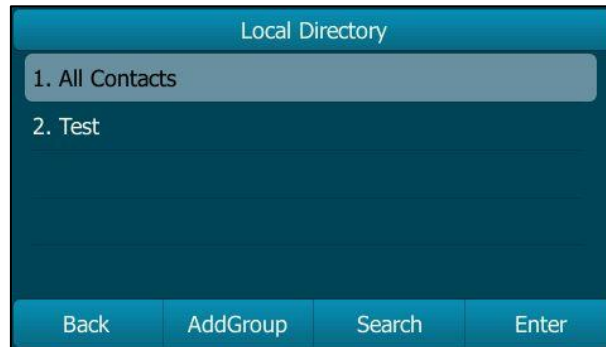 Local Directory
1. All Contacts
2. Test
Back AddGroup Search Enter